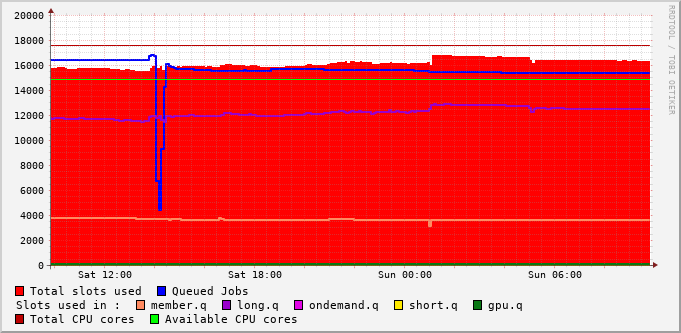 20000
18000
16000
14000
12000
10000
8000
6000
4000
2000
0
Sat 12:00 Sat 18:00 Sun 00:00 Sun 06:00
RRDTOOL / TOBI OETIKER
Total slots used Queued Jobs
Slots used in : member.q long.q ondemand.q short.q gpu.q
Total CPU cores Available CPU cores